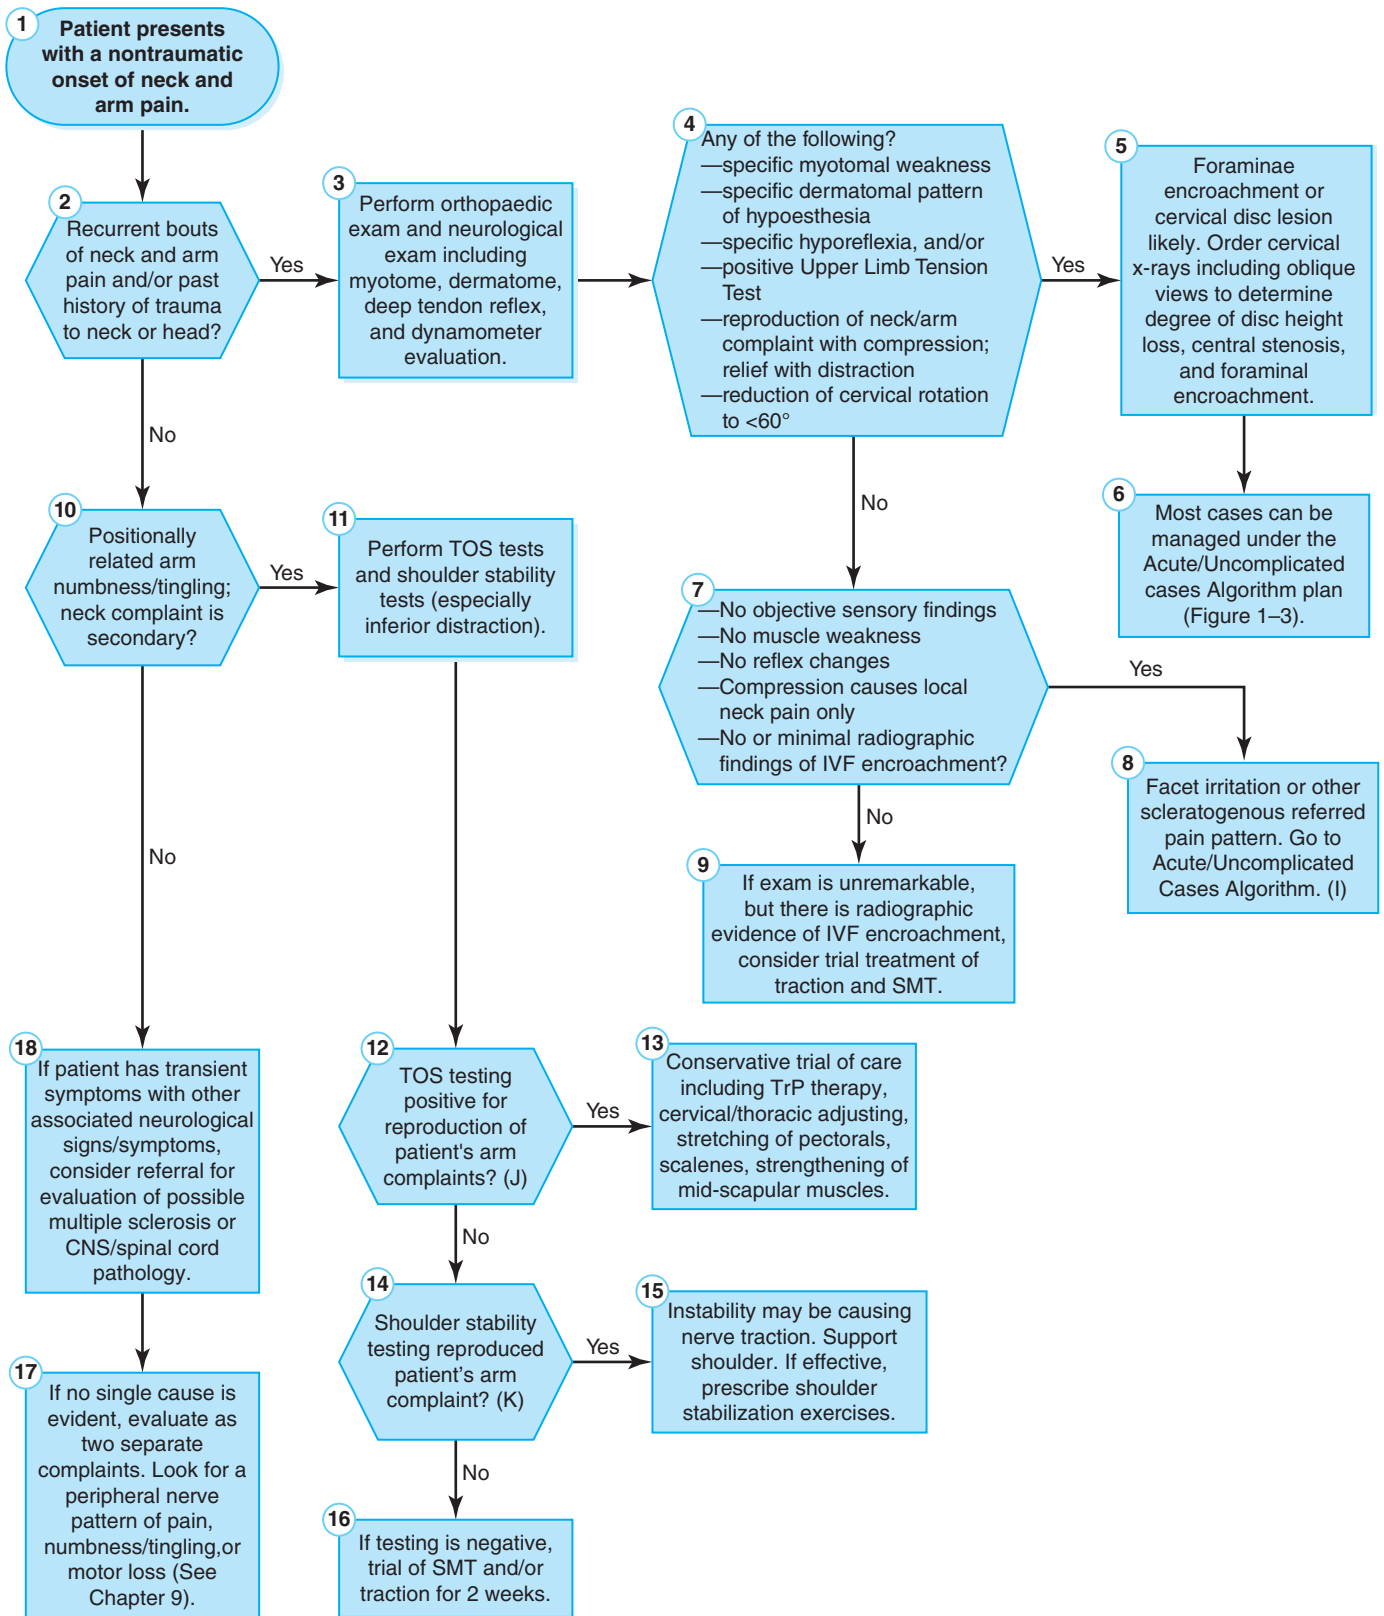 1
Patient presents
with a nontraumatic
onset of neck and
arm pain.
2
Recurrent bouts
of neck and arm
pain and/or past
history of trauma
to neck or head?
Yes
No
3
Perform orthopaedic
exam and neurological
exam including
myotome, dermatome,
deep tendon reflex,
and dynamometer
evaluation.
4
Any of the following?
—specific myotomal weakness
—specific dermatomal pattern
of hypoesthesia
—specific hyporeflexia, and/or
—positive Upper Limb Tension
Test
—reproduction of neck/arm
complaint with compression;
relief with distraction
—reduction of cervical rotation
to <60°
Yes
No
5
Foraminae
encroachment or
cervical disc lesion
likely. Order cervical
x-rays including oblique
views to determine
degree of disc height
loss, central stenosis,
and foraminal
encroachment.
6
Most cases can be
managed under the
Acute/Uncomplicated
cases Algorithm plan
(Figure 1–3).
7
—No objective sensory findings
—No muscle weakness
—No reflex changes
—Compression causes local
neck pain only
—No or minimal radiographic
findings of IVF encroachment?
Yes
No
8
Facet irritation or other
scleratogenous referred
pain pattern. Go to
Acute/Uncomplicated
Cases Algorithm. (I)
9
If exam is unremarkable,
but there is radiographic
evidence of IVF encroachment,
consider trial treatment of
traction and SMT.
10
Positionally
related arm
numbness/tingling;
neck complaint is
secondary?
Yes
No
11
Perform TOS tests
and shoulder stability
tests (especially
inferior distraction).
12
TOS testing
positive for
reproduction of
patient's arm
complaints? (J)
Yes
No
13
Conservative trial of care
including TrP therapy,
cervical/thoracic adjusting,
stretching of pectorals,
scalenes, strengthening of
mid-scapular muscles.
14
Shoulder stability
testing reproduced
patient’s arm
complaint? (K)
Yes
No
15
Instability may be causing
nerve traction. Support
shoulder. If effective,
prescribe shoulder
stabilization exercises.
16
If testing is negative,
trial of SMT and/or
traction for 2 weeks.
18
If patient has transient
symptoms with other
associated neurological
signs/symptoms,
consider referral for
evaluation of possible
multiple sclerosis or
CNS/spinal cord
pathology.
17
If no single cause is
evident, evaluate as
two separate
complaints. Look for a
peripheral nerve
pattern of pain,
numbness/tingling,or
motor loss (See
Chapter 9).